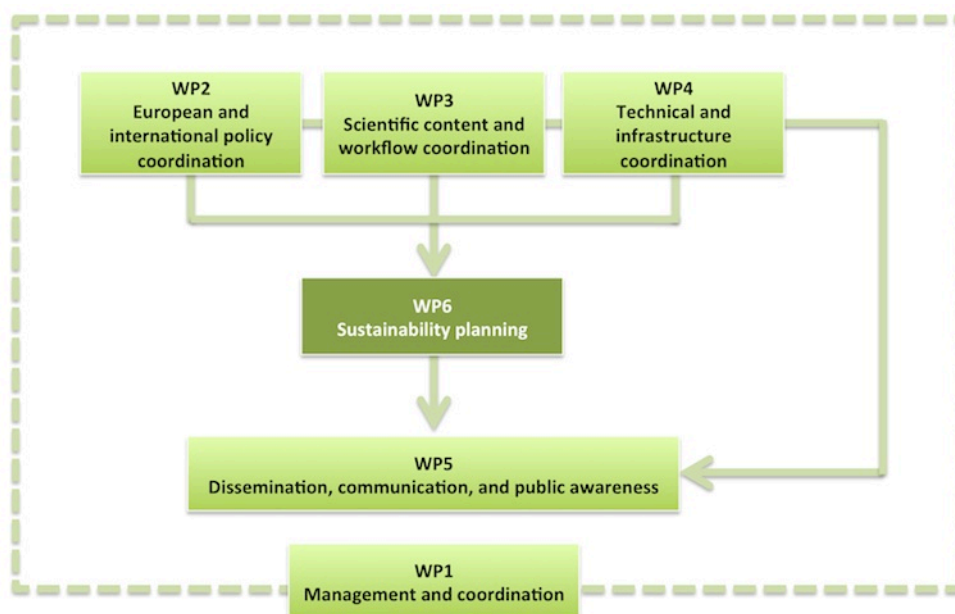 WP2
European and
international policy
coordination
WP3
Scientific content and
workflow coordination
WP4
Technical and
infrastructure
coordination
WP6
Sustainability planning
WP5
Dissemination, communication, and public awareness
WP1
Management and coordination